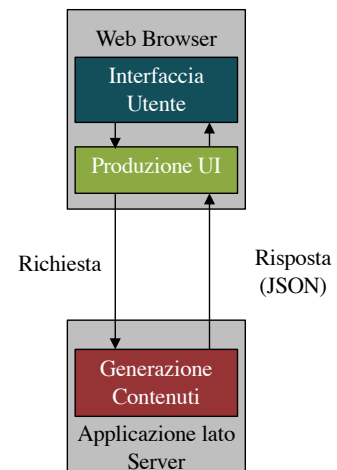 Web Browser
Interfaccia
Utente
Produzione UI
Richiesta
Risposta
(JSON)
Generazione
Contenuti
Applicazione lato
Server